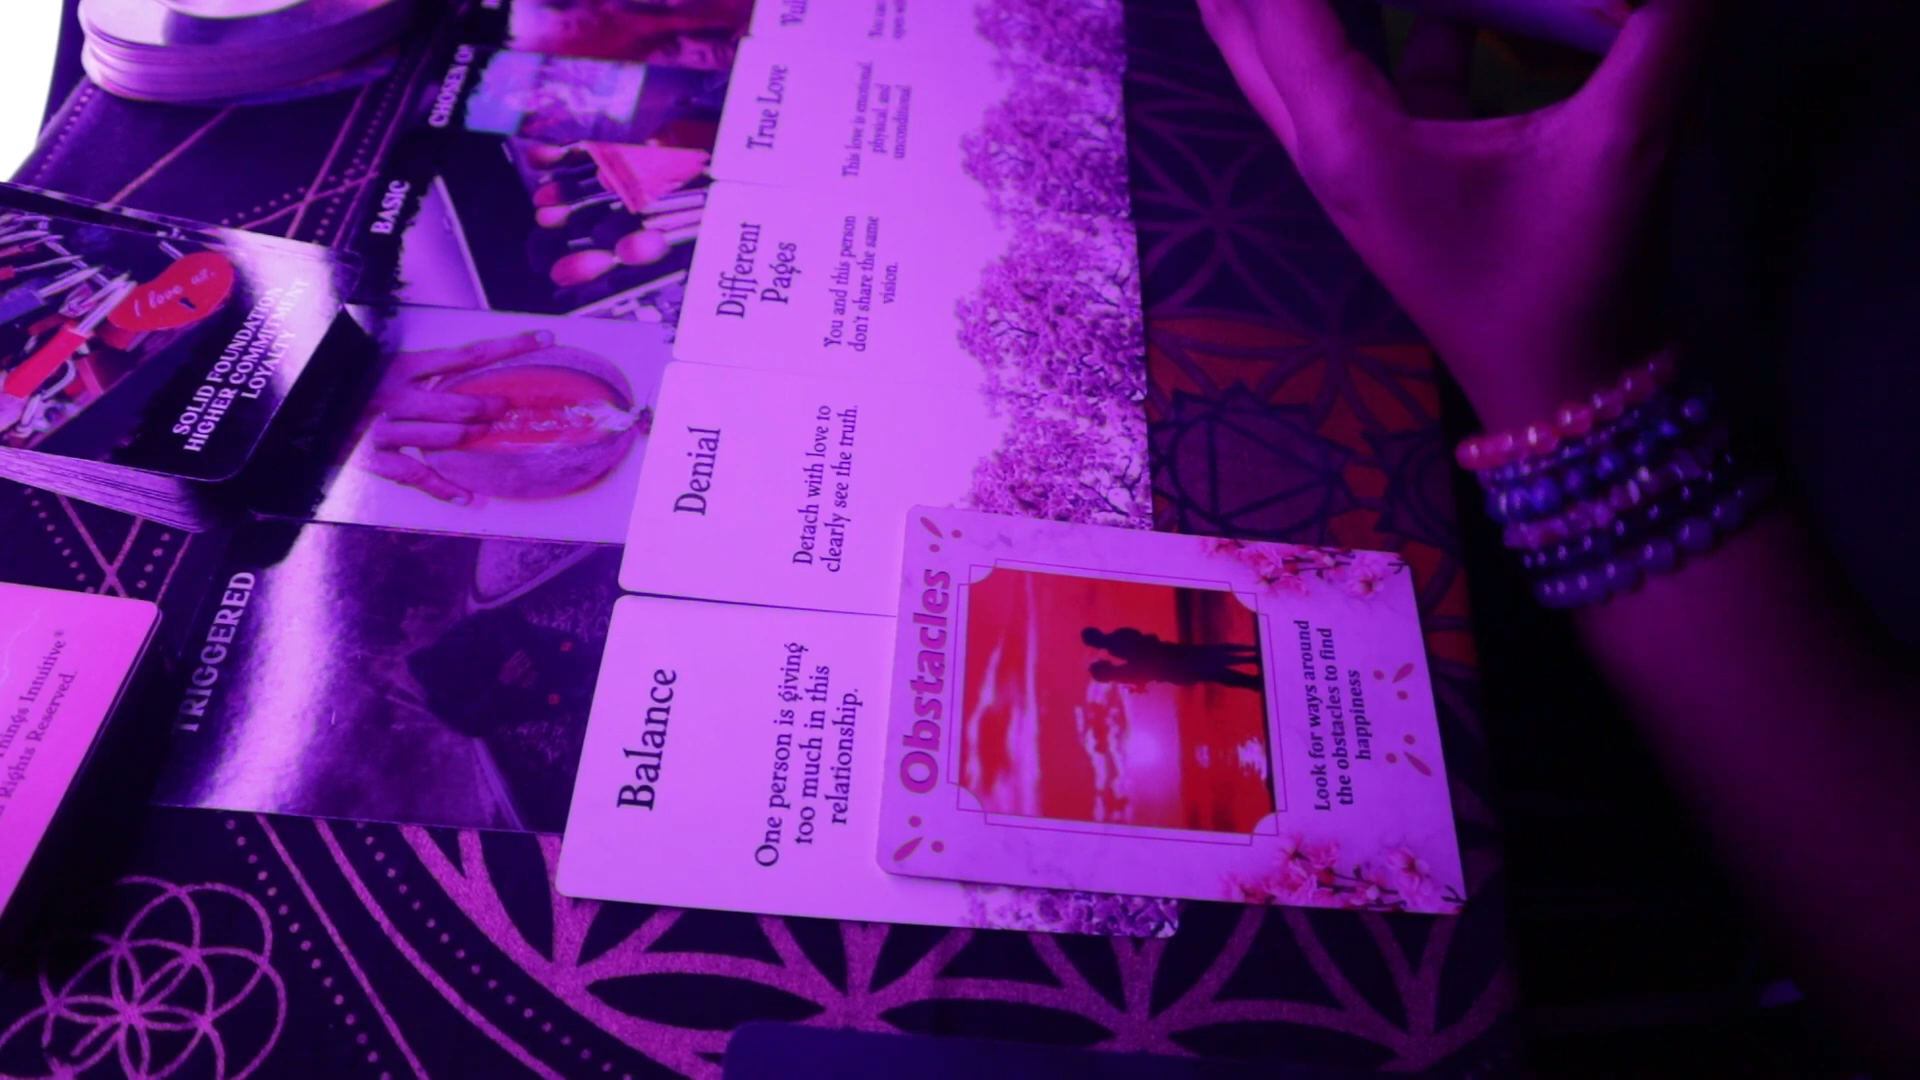 True Love
This love is emotional,
physical and
unconditional.
Different
Pages
You and this person
don't share the same
vision.
Denial
Detach with love to
clearly see the truth.
Balance
One person is giving
too much in this
relationship.
Obstacles
Look for ways around
the obstacles to find
happiness
CHOSEN
BASIC
I love
SOLID FOUNDATION
HIGHER COMMITMENT
LOYALTY
TRIGGERED
Things Intuitive®
Rights Reserved.